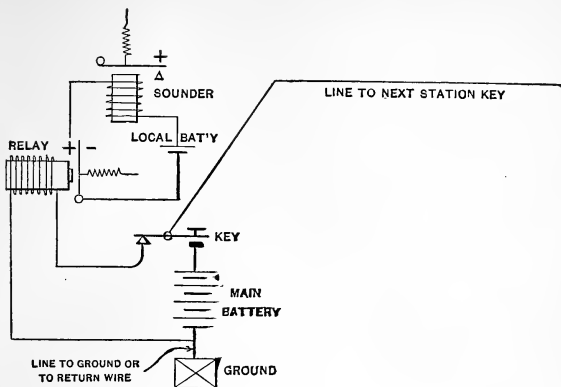 +
SOUNDER
LINE TO NEXT STATION KEY
LOCAL BAT'Y
RELAY
+ -
KEY
MAIN
BATTERY
LINE TO GROUND OR
TO RETURN WIRE
GROUND